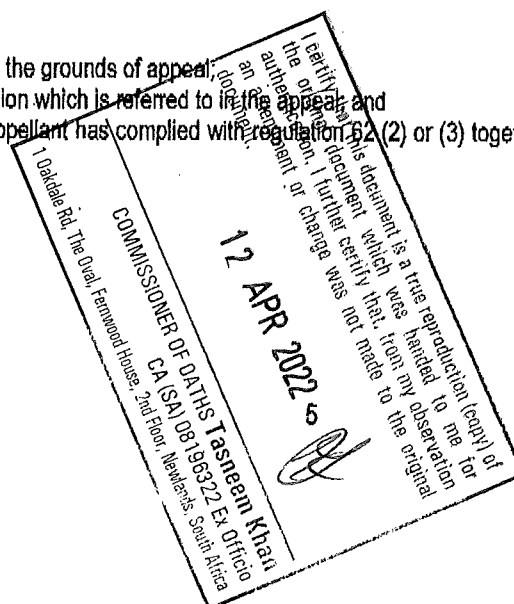 the grounds of appeal;
ion which is referred to in the appeal; and
ppellant has complied with regulation 62 (2) or (3) toget
I certify that this document is a true reproduction (copy) of
the original document which was handed to me for
authentication. I further certify that, from my observation
an amendment or change was not made to the original
document.
12 APR 2022
COMMISSIONER OF OATHS Tasneem Khan
CA (SA) 08196322 Ex Officio
1 Oakdale Rd, The Oval, Fernwood House, 2nd Floor, Newlands, South Africa